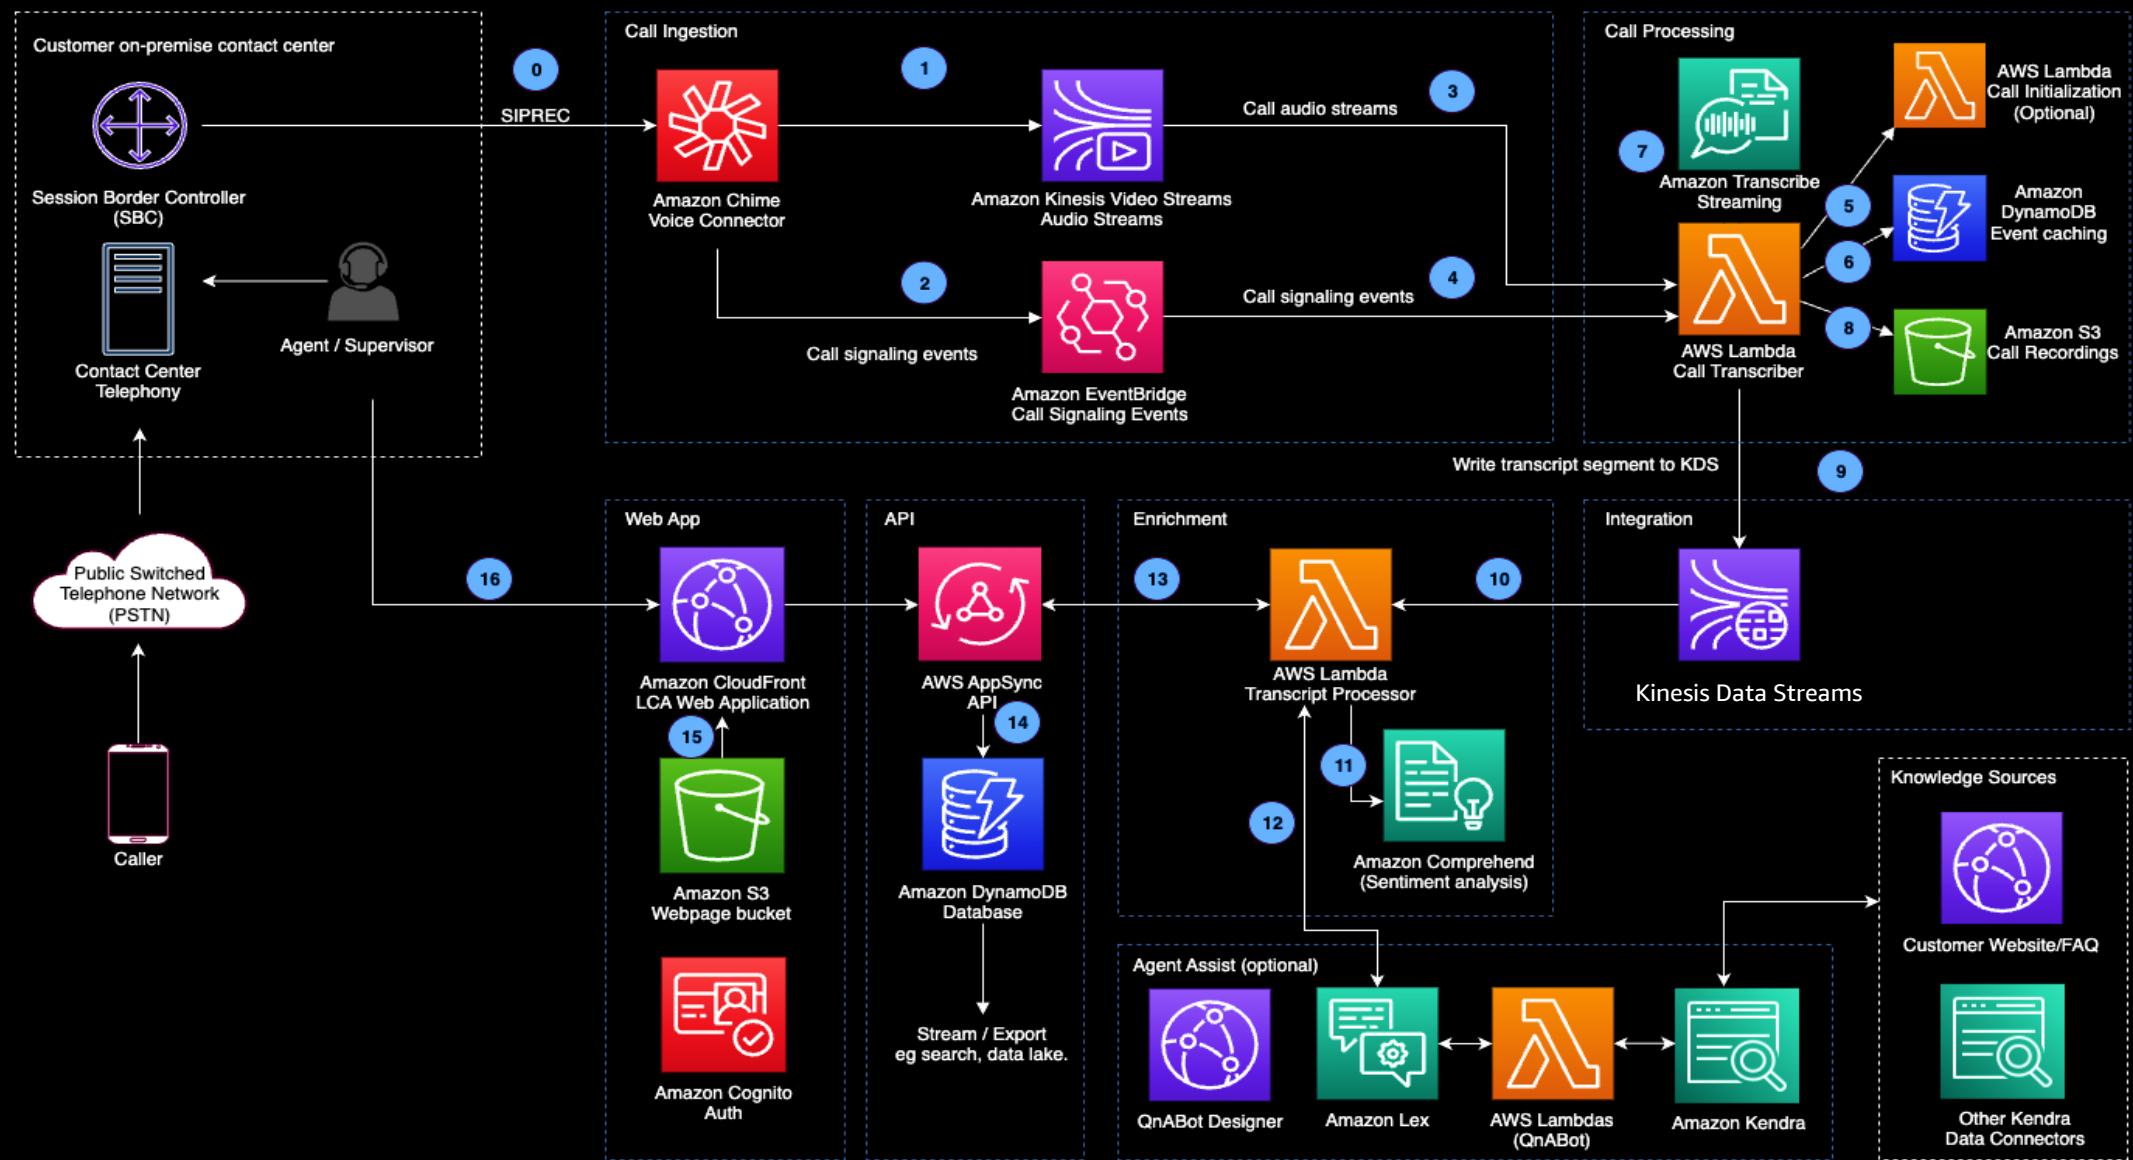 Customer on-premise contact center
Session Border Controller
(SBC)
Contact Center
Telephony
Agent / Supervisor
Public Switched
Telephone Network
(PSTN)
Caller
0
SIPREC
Call Ingestion
Amazon Chime
Voice Connector
1
Amazon Kinesis Video Streams
Audio Streams
2
Call signaling events
Amazon EventBridge
Call Signaling Events
3
Call audio streams
4
Call signaling events
Call Processing
7
Amazon Transcribe
Streaming
AWS Lambda
Call Transcriber
5
6
8
AWS Lambda
Call Initialization
(Optional)
Amazon
DynamoDB
Event caching
Amazon S3
Call Recordings
Write transcript segment to KDS
9
16
Web App
Amazon CloudFront
LCA Web Application
15
Amazon S3
Webpage bucket
Amazon Cognito
Auth
API
AWS AppSync
API
14
Amazon DynamoDB
Database
Stream / Export
eg search, data lake.
Enrichment
13
10
AWS Lambda
Transcript Processor
11
12
Amazon Comprehend
(Sentiment analysis)
Integration
Kinesis Data Streams
Agent Assist (optional)
QnABot Designer
Amazon Lex
AWS Lambdas
(QnABot)
Amazon Kendra
Knowledge Sources
Customer Website/FAQ
Other Kendra
Data Connectors